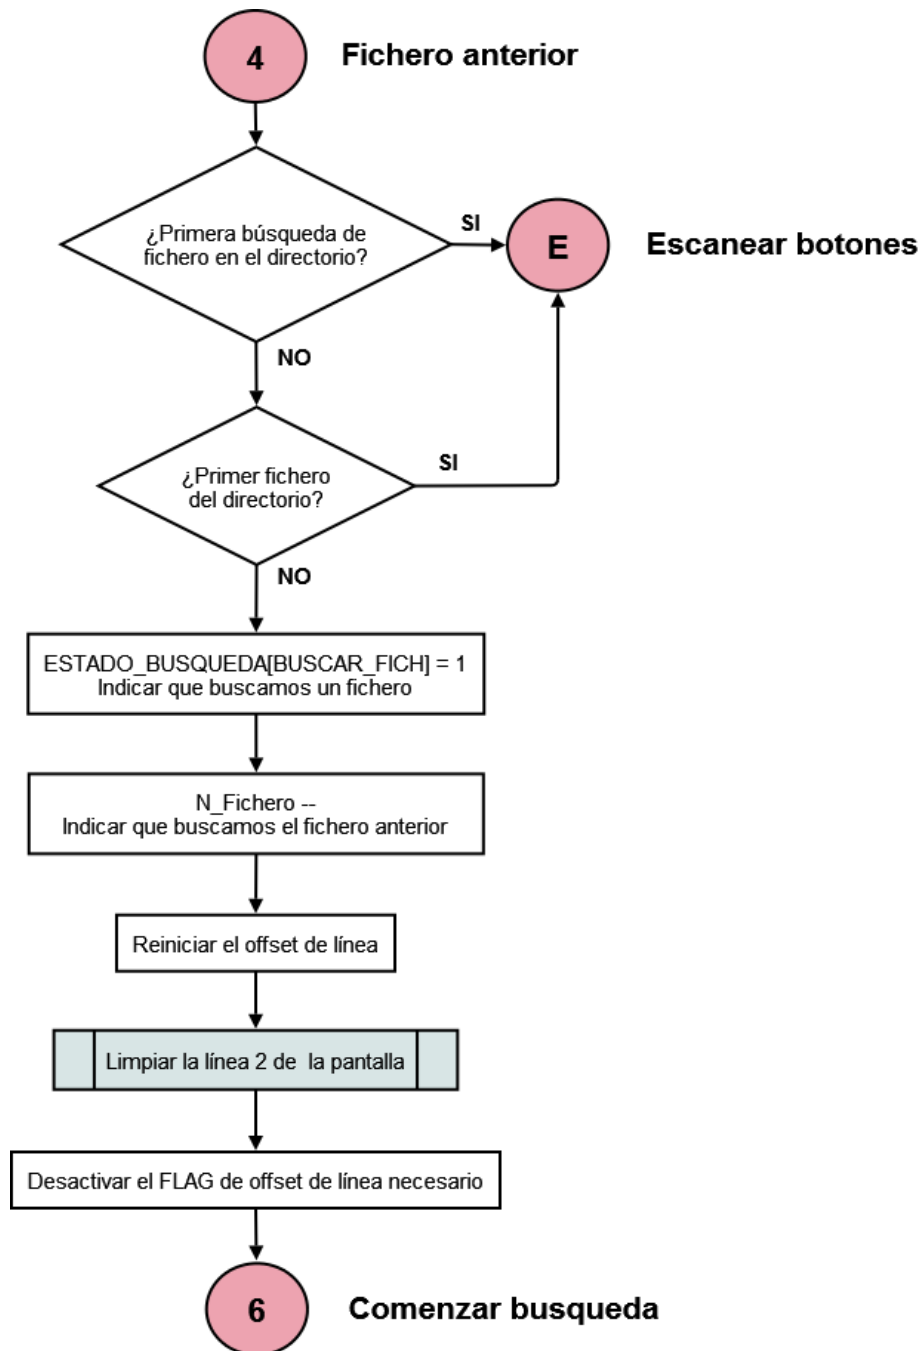 4
Fichero anterior
¿Primera búsqueda de
fichero en el directorio?
SI
E
Escanear botones
NO
¿Primer fichero
del directorio?
SI
NO
ESTADO_BUSQUEDA[BUSCAR_FICH] = 1
Indicar que buscamos un fichero
N_Fichero --
Indicar que buscamos el fichero anterior
Reiniciar el offset de línea
Limpiar la línea 2 de  la pantalla
Desactivar el FLAG de offset de línea necesario
6
Comenzar busqueda